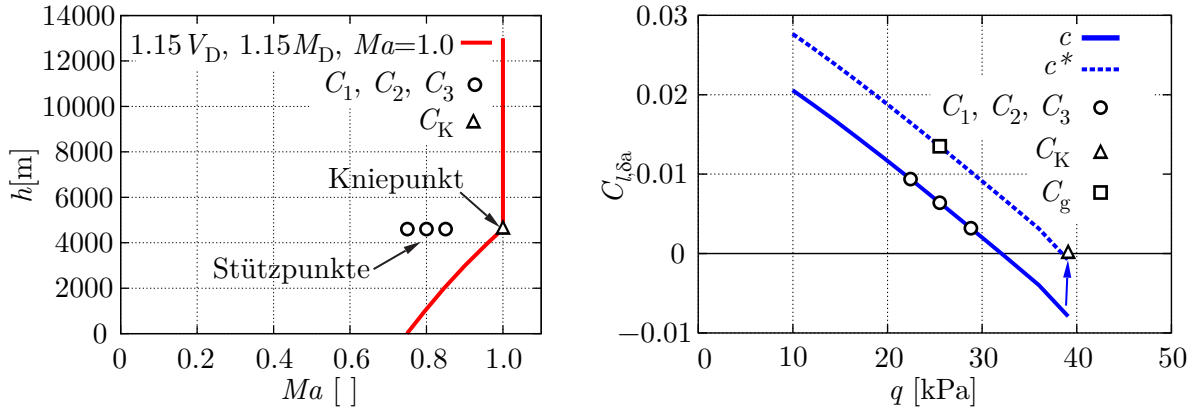 14000
12000
10000
8000
6000
4000
2000
0
h[m]
1.15 V_D, 1.15 M_D, Ma=1.0
C_1, C_2, C_3
C_K
Kniepunkt
Stützpunkte
0 0.2 0.4 0.6 0.8 1.0
Ma [ ]
0.03
0.02
0.01
0
−0.01
C_l,δa
c
c*
C_1, C_2, C_3
C_K
C_g
0 10 20 30 40 50
q [kPa]